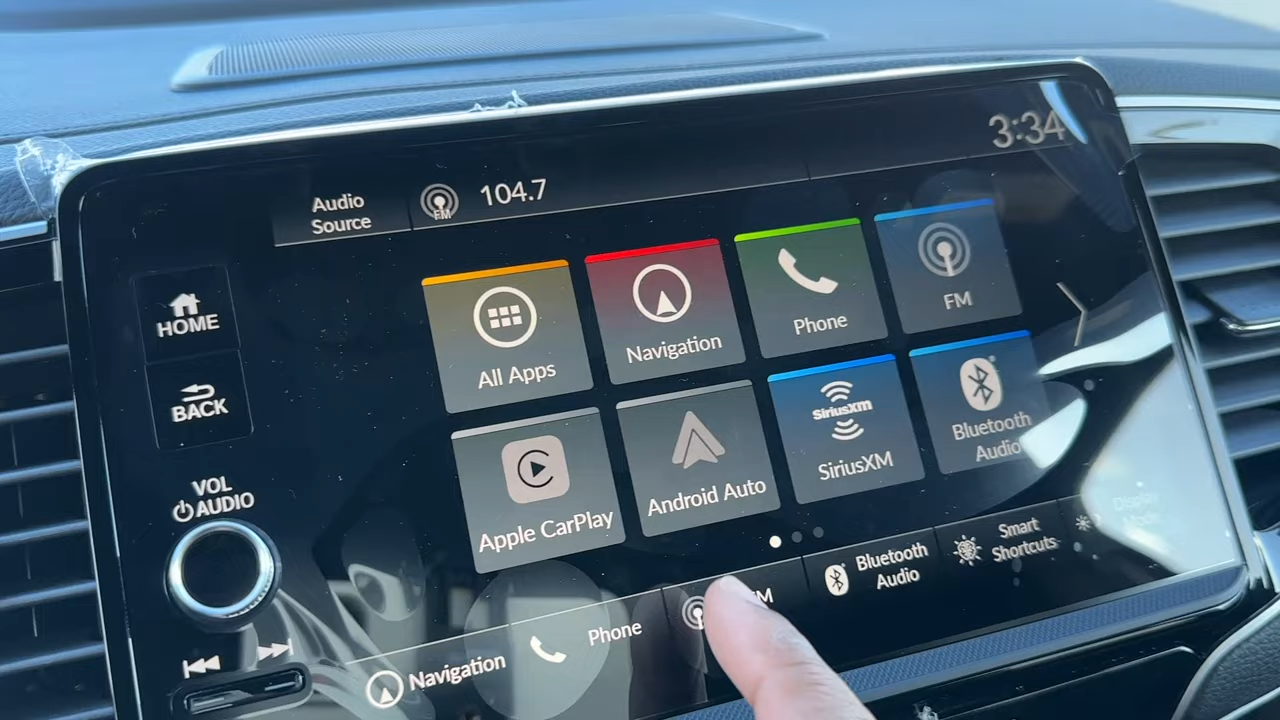 3:34
Audio
Source
FM
104.7
HOME
BACK
VOL
AUDIO
All Apps
Navigation
Phone
FM
Apple CarPlay
Android Auto
SiriusXM
SiriusXM
Bluetooth
Audio
Navigation
Phone
Bluetooth
Audio
Smart
Shortcuts
Display